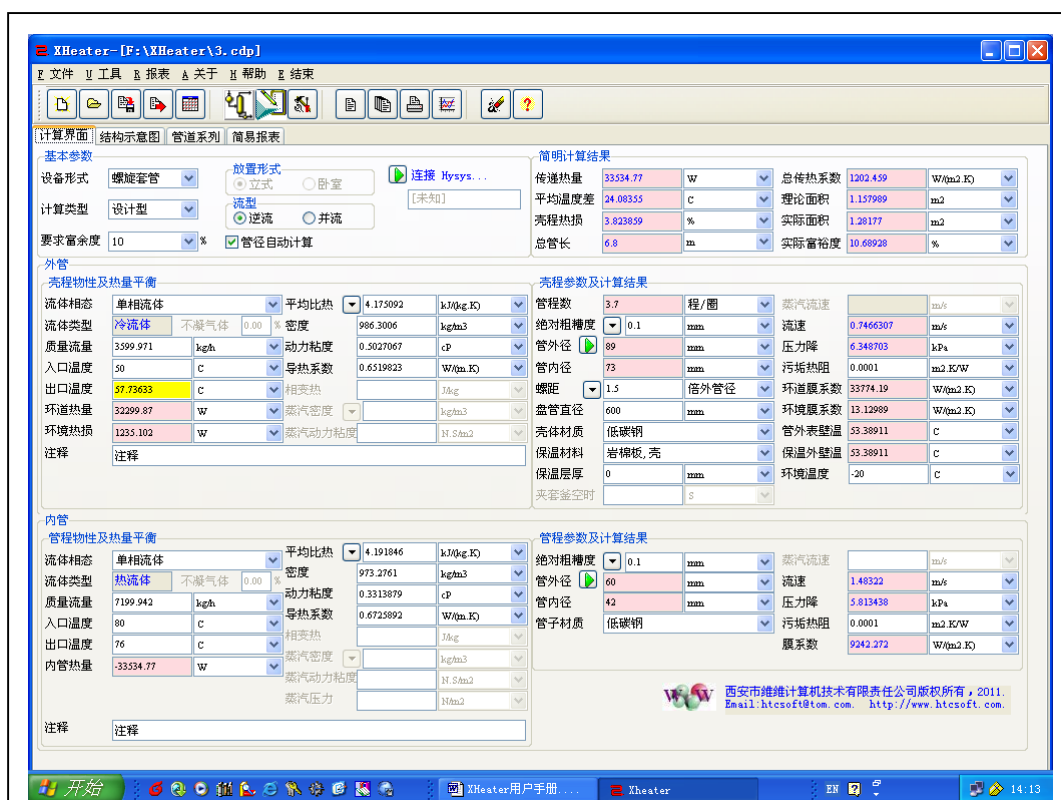 XHeater-[F:\XHeater\3.cdp]
F 文件 U 工具 R 报表 A 关于 H 帮助 E 结束
计算界面 结构示意图 管道系列 简易报表
基本参数
设备形式 螺旋套管
计算类型 设计型
要求富余度 10 %
放置形式
立式 卧室
流型
逆流 并流
管径自动计算
连接 Hysys...
[未知]
简明计算结果
传递热量 33534.77 W 总传热系数 1202.459 W/(m2.K)
平均温度差 24.08355 C 理论面积 1.157989 m2
壳程热损 3.823859 % 实际面积 1.28177 m2
总管长 6.8 m 实际富裕度 10.68928 %
外管
壳程物性及热量平衡
流体相态 单相流体 平均比热 4.175092 kJ/(kg.K)
流体类型 冷流体 不凝气体 0.00 % 密度 986.3006 kg/m3
质量流量 3599.971 kg/h 动力粘度 0.5027067 cP
入口温度 50 C 导热系数 0.6519823 W/(m.K)
出口温度 57.73633 C 相变热 J/kg
环道热量 32299.87 W 蒸汽密度 kg/m3
环境热损 1235.102 W 蒸汽动力粘度 N.S/m2
注释 注释
壳程参数及计算结果
管程数 3.7 程/圈 蒸汽流速 m/s
绝对粗糙度 0.1 mm 流速 0.7466307 m/s
管外径 89 mm 压力降 6.348703 kPa
管内径 73 mm 污垢热阻 0.0001 m2.K/W
螺距 1.5 倍外管径 环道膜系数 33774.19 W/(m2.K)
盘管直径 600 mm 环境膜系数 13.12989 W/(m2.K)
壳体材质 低碳钢 管外表壁温 53.38911 C
保温材料 岩棉板,壳 保温外壁温 53.38911 C
保温层厚 0 mm 环境温度 -20 C
夹套釜空时 S
内管
管程物性及热量平衡
流体相态 单相流体 平均比热 4.191846 kJ/(kg.K)
流体类型 热流体 不凝气体 0.00 % 密度 973.2761 kg/m3
质量流量 7199.942 kg/h 动力粘度 0.3313879 cP
入口温度 80 C 导热系数 0.6725892 W/(m.K)
出口温度 76 C 相变热 J/kg
内管热量 -33534.77 W 蒸汽密度 kg/m3
蒸汽动力粘度 N.S/m2
蒸汽压力 N/m2
注释 注释
管程参数及计算结果
绝对粗糙度 0.1 mm 蒸汽流速 m/s
管外径 60 mm 流速 1.48322 m/s
管内径 42 mm 压力降 5.813438 kPa
管子材质 低碳钢 污垢热阻 0.0001 m2.K/W
膜系数 9242.272 W/(m2.K)
西安市维维计算机技术有限责任公司版权所有，2011.
Email:htcsoft@tom.com. http://www.htcsoft.com.
开始 XHeater用户手册.... Xheater EN 14:13